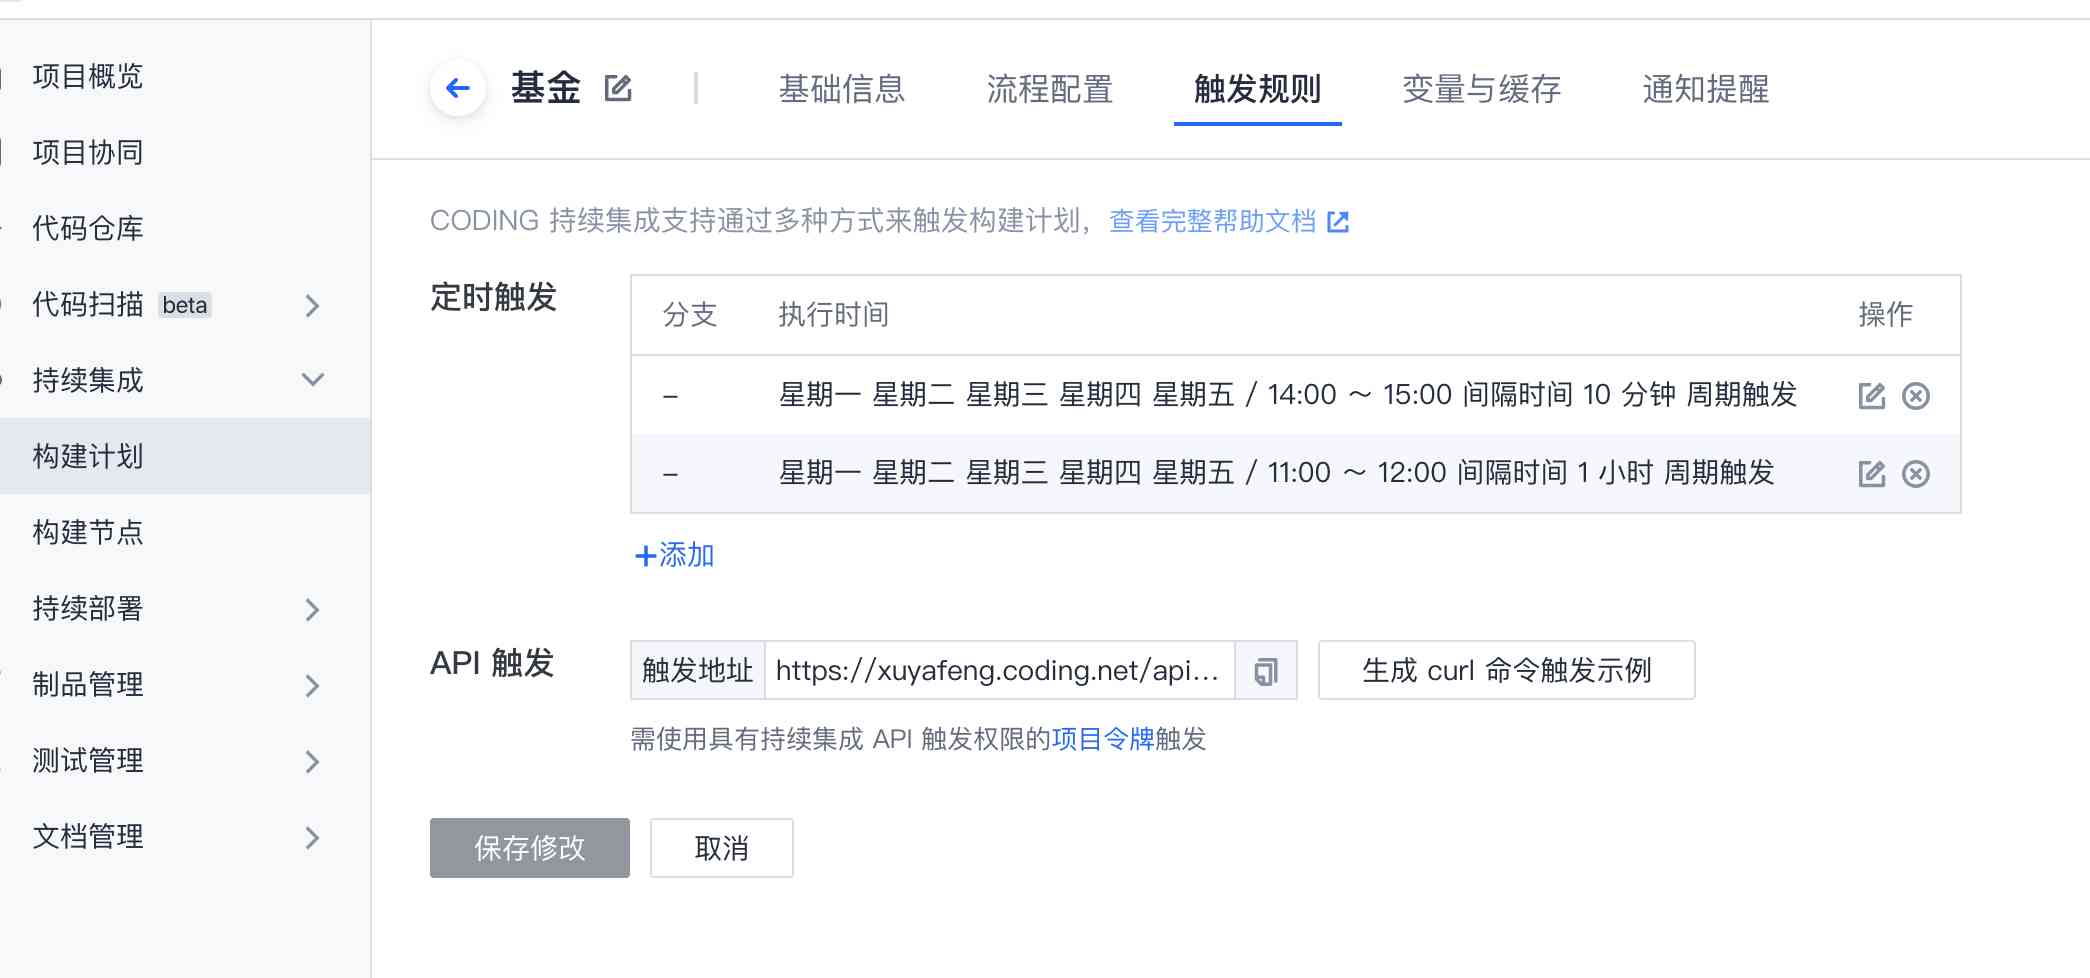 项目概览
项目协同
代码仓库
代码扫描 beta
持续集成
构建计划
构建节点
持续部署
制品管理
测试管理
文档管理
基金 基础信息 流程配置 触发规则 变量与缓存 通知提醒
CODING 持续集成支持通过多种方式来触发构建计划，查看完整帮助文档
定时触发
分支 执行时间 操作
– 星期一 星期二 星期三 星期四 星期五 / 14:00 ～ 15:00 间隔时间 10 分钟 周期触发
– 星期一 星期二 星期三 星期四 星期五 / 11:00 ～ 12:00 间隔时间 1 小时 周期触发
+添加
API 触发 触发地址 https://xuyafeng.coding.net/api... 生成 curl 命令触发示例
需使用具有持续集成 API 触发权限的项目令牌触发
保存修改 取消